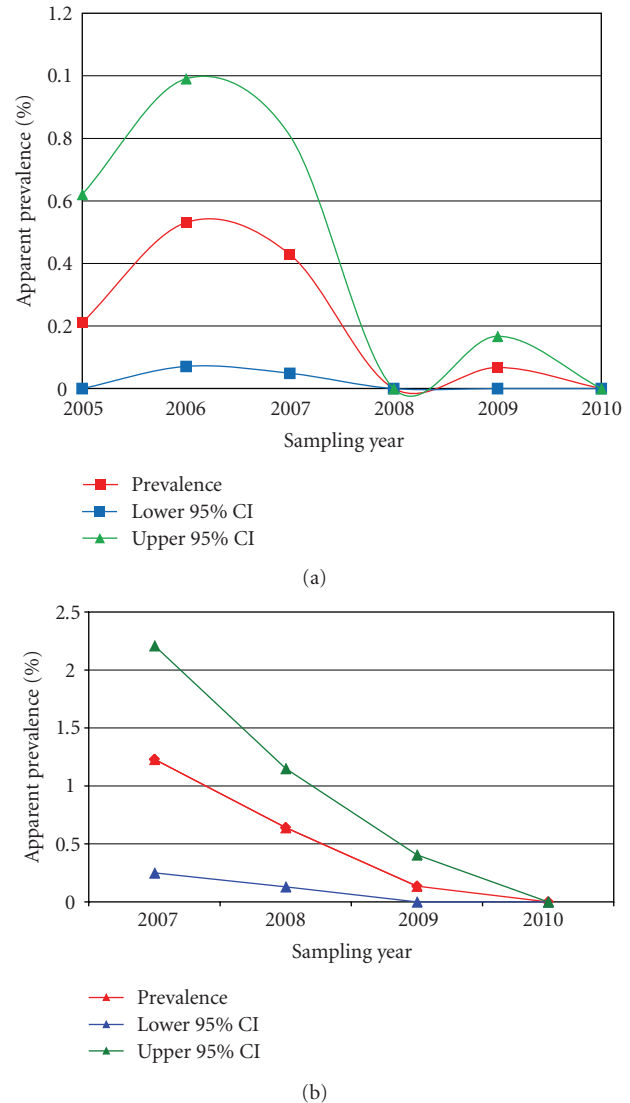 1.2
0.1
0.8
0.6
0.4
0.2
0
Apparent prevalence (%)
2005 2006 2007 2008 2009 2010
Sampling year
Prevalence
Lower 95% CI
Upper 95% CI
(a)
2.5
2
1.5
1
0.5
0
Apparent prevalence (%)
2007 2008 2009 2010
Sampling year
Prevalence
Lower 95% CI
Upper 95% CI
(b)